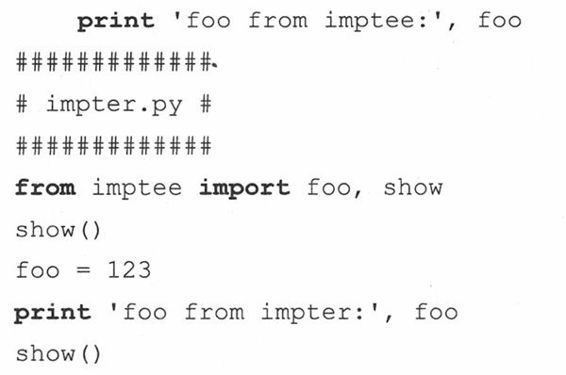 print 'foo from imptee:', foo
#############
# impter.py #
#############
from imptee import foo, show
show()
foo = 123
print 'foo from impter:', foo
show()